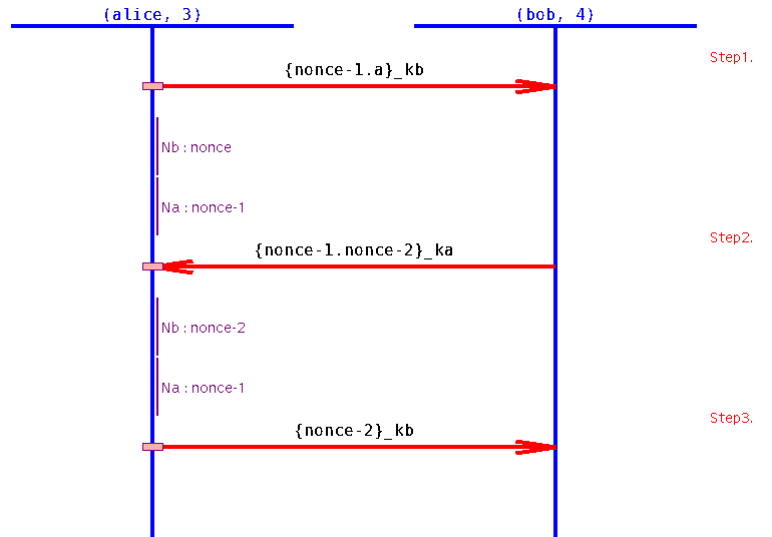 (alice, 3) (bob, 4)
Step1.
{nonce-1.a}_kb
Nb : nonce
Na : nonce-1
Step2.
{nonce-1.nonce-2}_ka
Nb : nonce-2
Na : nonce-1
Step3.
{nonce-2}_kb